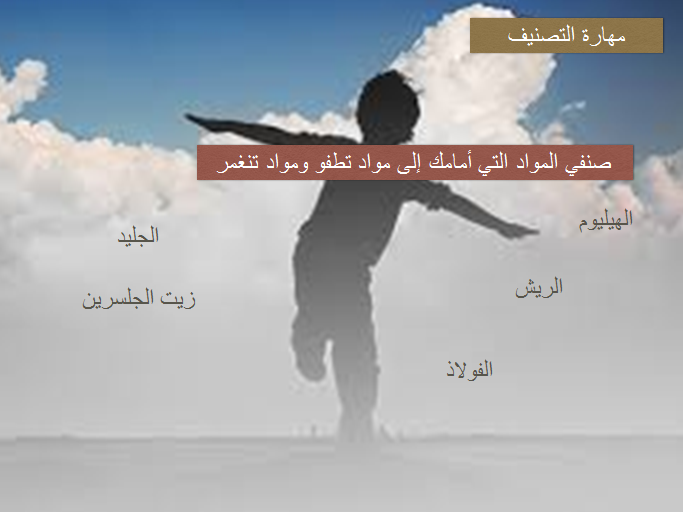 مهارة التصنيف
صنفي المواد التي أمامك إلى مواد تطفو ومواد تنغمر
الهيليوم
الجليد
الريش
زيت الجلسرين
الفولاذ